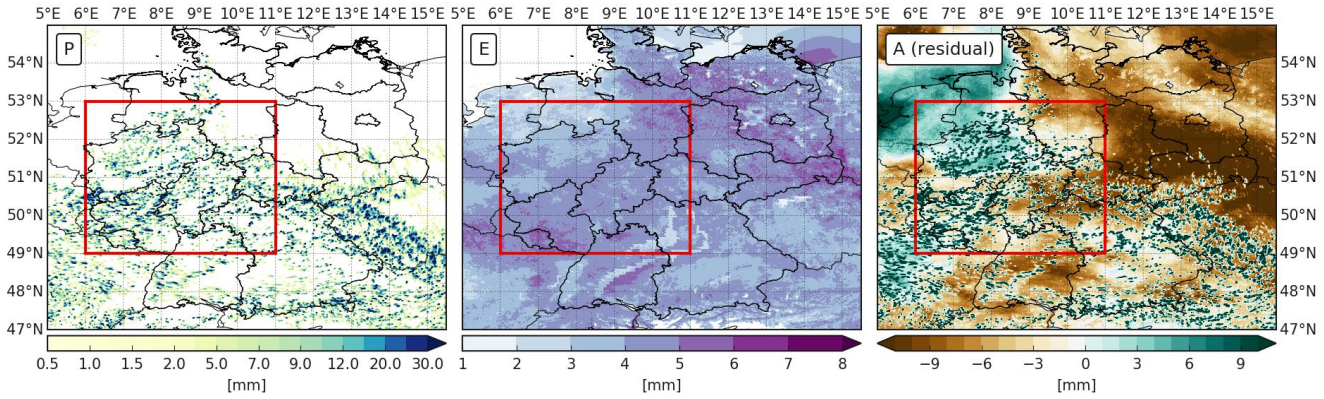 5°E 6°E 7°E 8°E 9°E 10°E 11°E 12°E 13°E 14°E 15°E 5°E 6°E 7°E 8°E 9°E 10°E 11°E 12°E 13°E 14°E 15°E 5°E 6°E 7°E 8°E 9°E 10°E 11°E 12°E 13°E 14°E 15°E
P E A (residual)
54°N 54°N
53°N 53°N
52°N 52°N
51°N 51°N
50°N 50°N
49°N 49°N
48°N 48°N
47°N 47°N
0.5 1.0 1.5 2.0 5.0 7.0 9.0 12.0 20.0 30.0 1 2 3 4 5 6 7 8 −9 −6 −3 0 3 6 9
[mm] [mm] [mm]